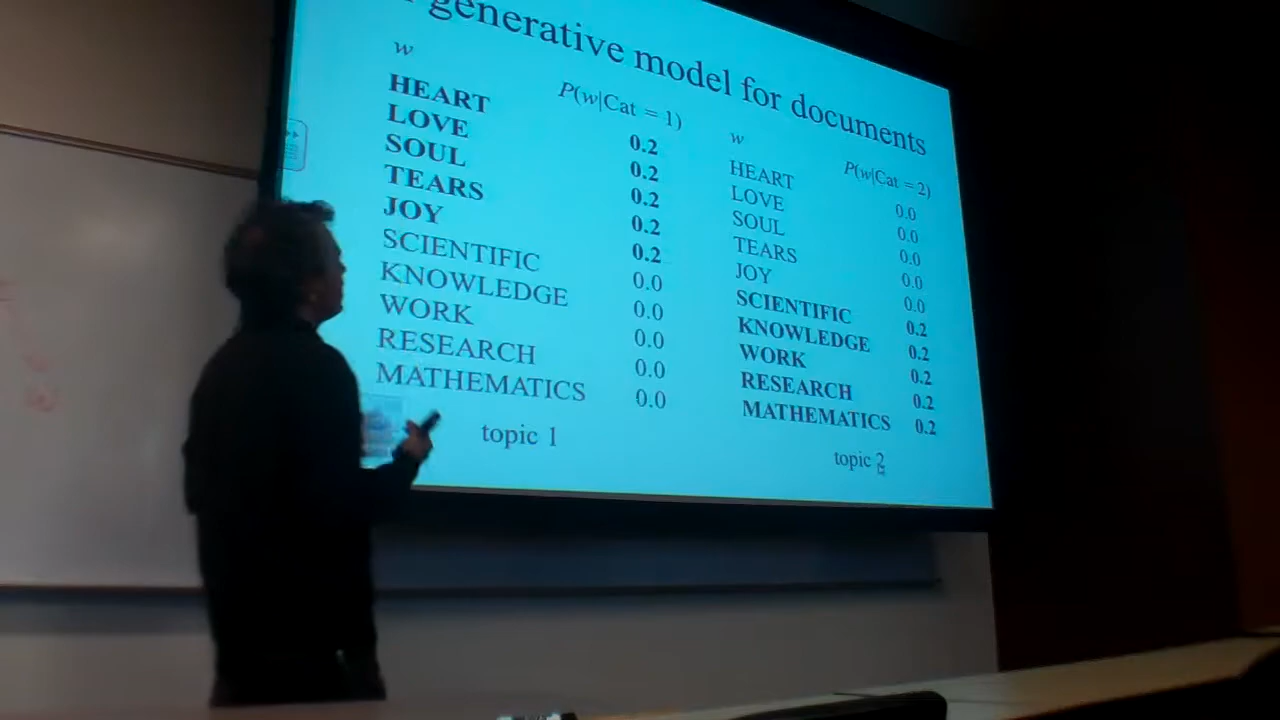 generative model for documents
w P(w|Cat = 1)
HEART 0.2
LOVE 0.2
SOUL 0.2
TEARS 0.2
JOY 0.2
SCIENTIFIC 0.0
KNOWLEDGE 0.0
WORK 0.0
RESEARCH 0.0
MATHEMATICS 0.0
topic 1
w P(w|Cat = 2)
HEART 0.0
LOVE 0.0
SOUL 0.0
TEARS 0.0
JOY 0.0
SCIENTIFIC 0.2
KNOWLEDGE 0.2
WORK 0.2
RESEARCH 0.2
MATHEMATICS 0.2
topic 2